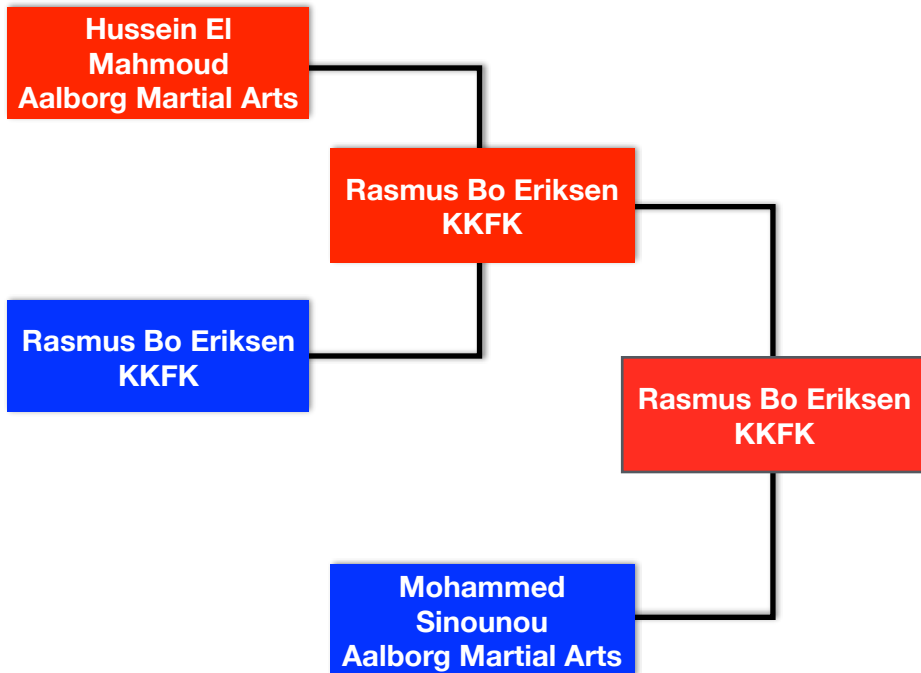 Hussein El
Mahmoud
Aalborg Martial Arts
Rasmus Bo Eriksen
KKFK
Rasmus Bo Eriksen
KKFK
Rasmus Bo Eriksen
KKFK
Mohammed
Sinounou
Aalborg Martial Arts